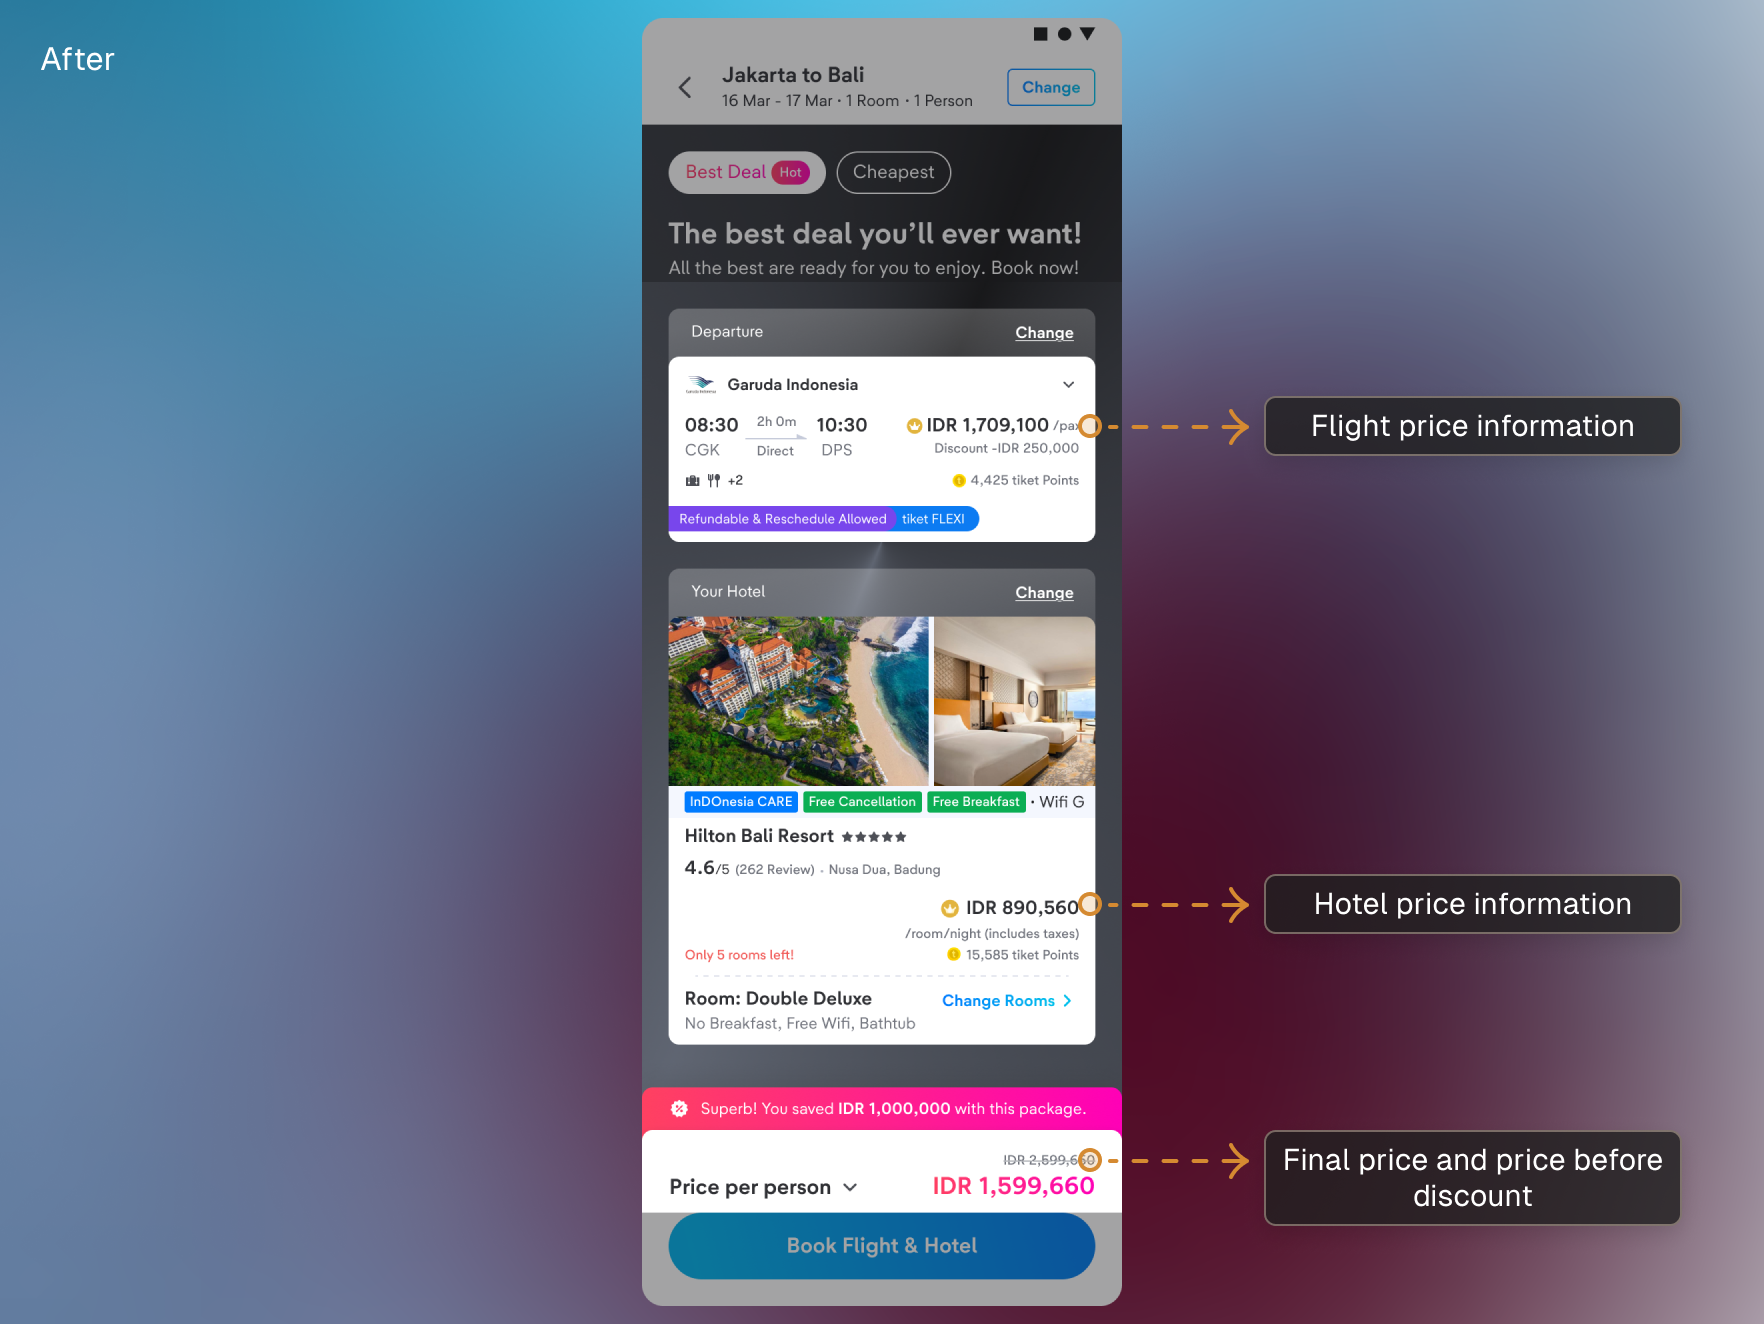 After
Jakarta to Bali
16 Mar - 17 Mar · 1 Room · 1 Person
Change
Best Deal Hot
Cheapest
The best deal you'll ever want!
All the best are ready for you to enjoy. Book now!
Departure
Change
Garuda Indonesia
08:30 2h 0m 10:30
IDR 1,709,100 /pax
CGK Direct DPS
Discount -IDR 250,000
+2
4,425 tiket Points
Refundable & Reschedule Allowed tiket FLEXI
Flight price information
Your Hotel
Change
InDOnesia CARE Free Cancellation Free Breakfast · Wifi G
Hilton Bali Resort
4.6/5 (262 Review) • Nusa Dua, Badung
IDR 890,560
/room/night (includes taxes)
Only 5 rooms left!
15,585 tiket Points
Hotel price information
Room: Double Deluxe
Change Rooms
No Breakfast, Free Wifi, Bathtub
Superb! You saved IDR 1,000,000 with this package.
IDR 2,599,660
Price per person
IDR 1,599,660
Final price and price before
discount
Book Flight & Hotel